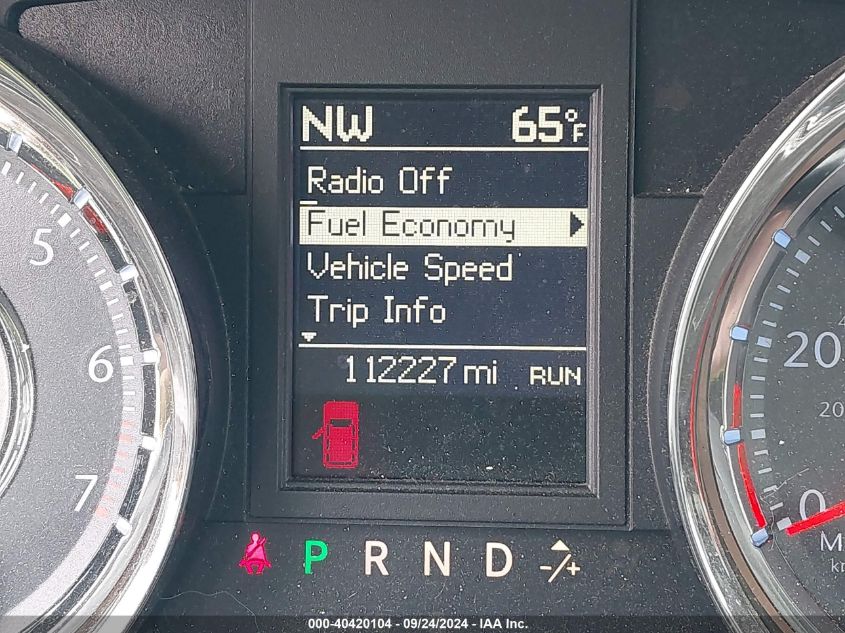 NW 65°F
Radio Off
Fuel Economy
Vehicle Speed
Trip Info
112227 mi RUN
5
6
7
20
20
0
P R N D -/+
000-40420104 - 09/24/2024 - IAA Inc.